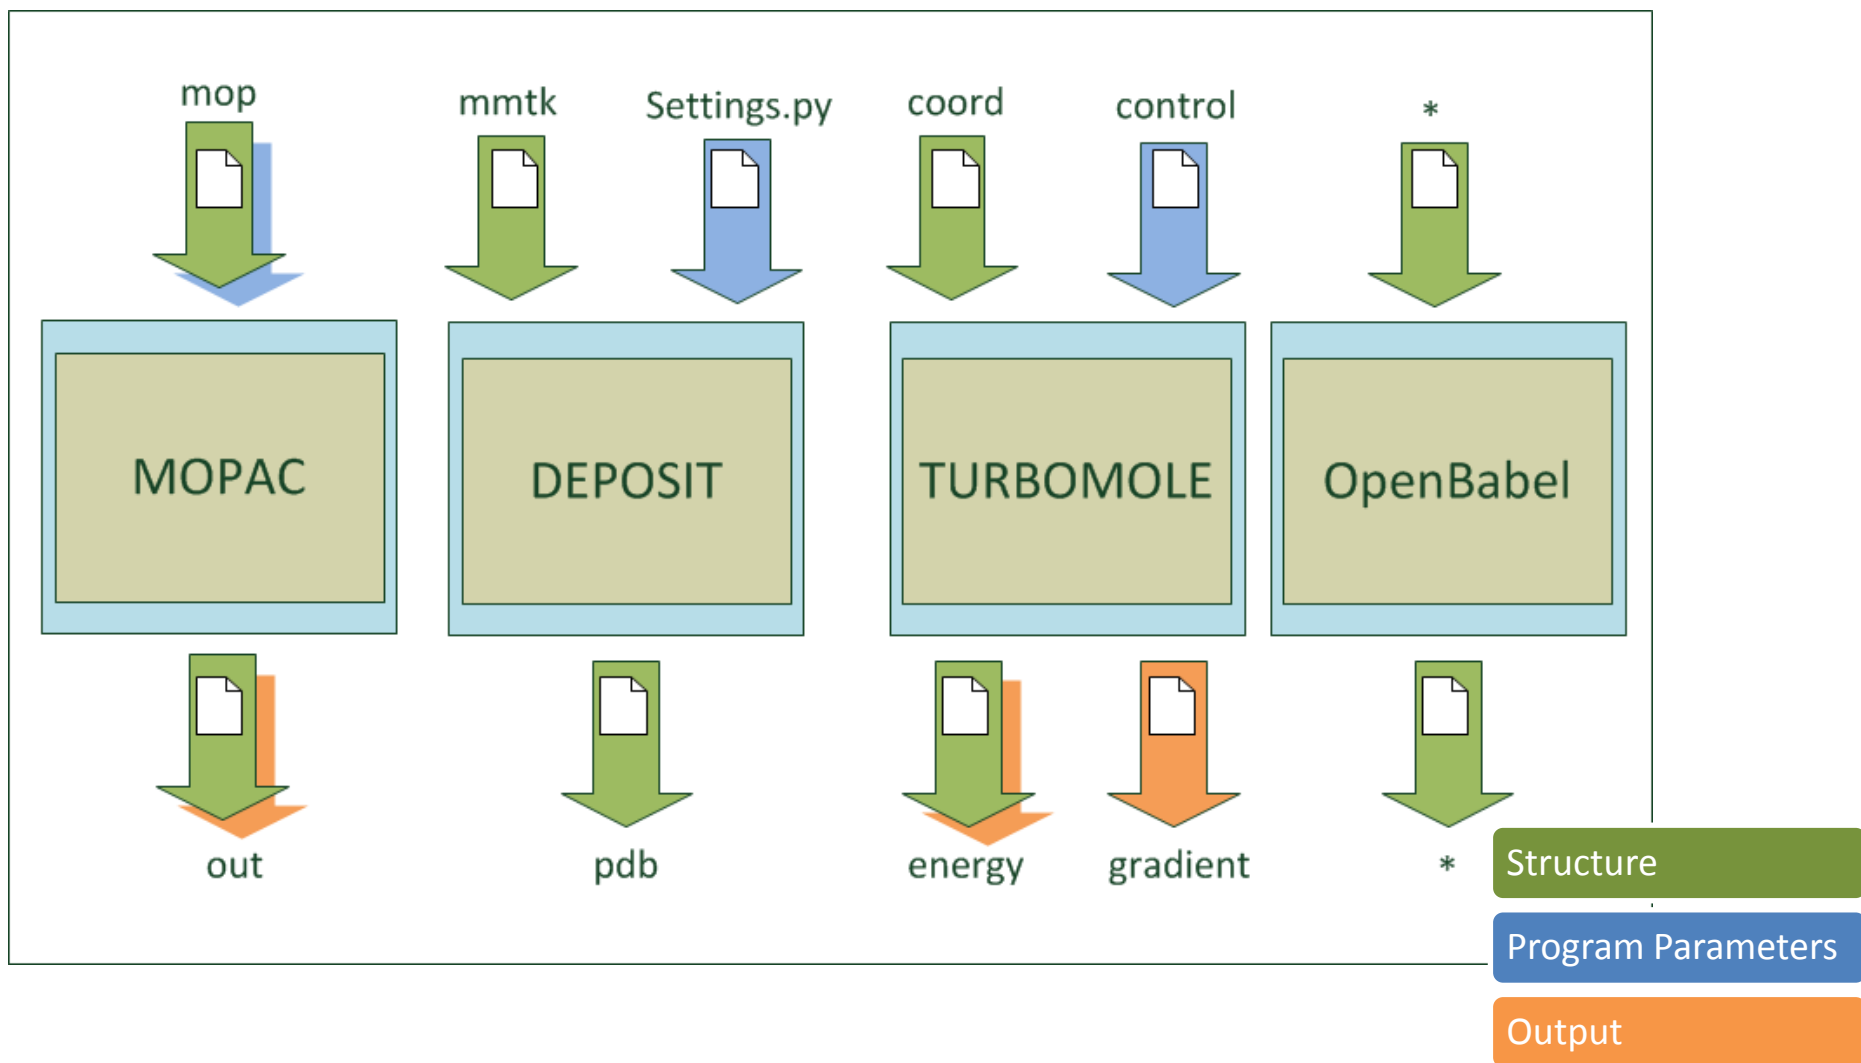 mop
mmtk
Settings.py
coord
control
*
MOPAC
DEPOSIT
TURBOMOLE
OpenBabel
out
pdb
energy
gradient
*
Structure
Program Parameters
Output